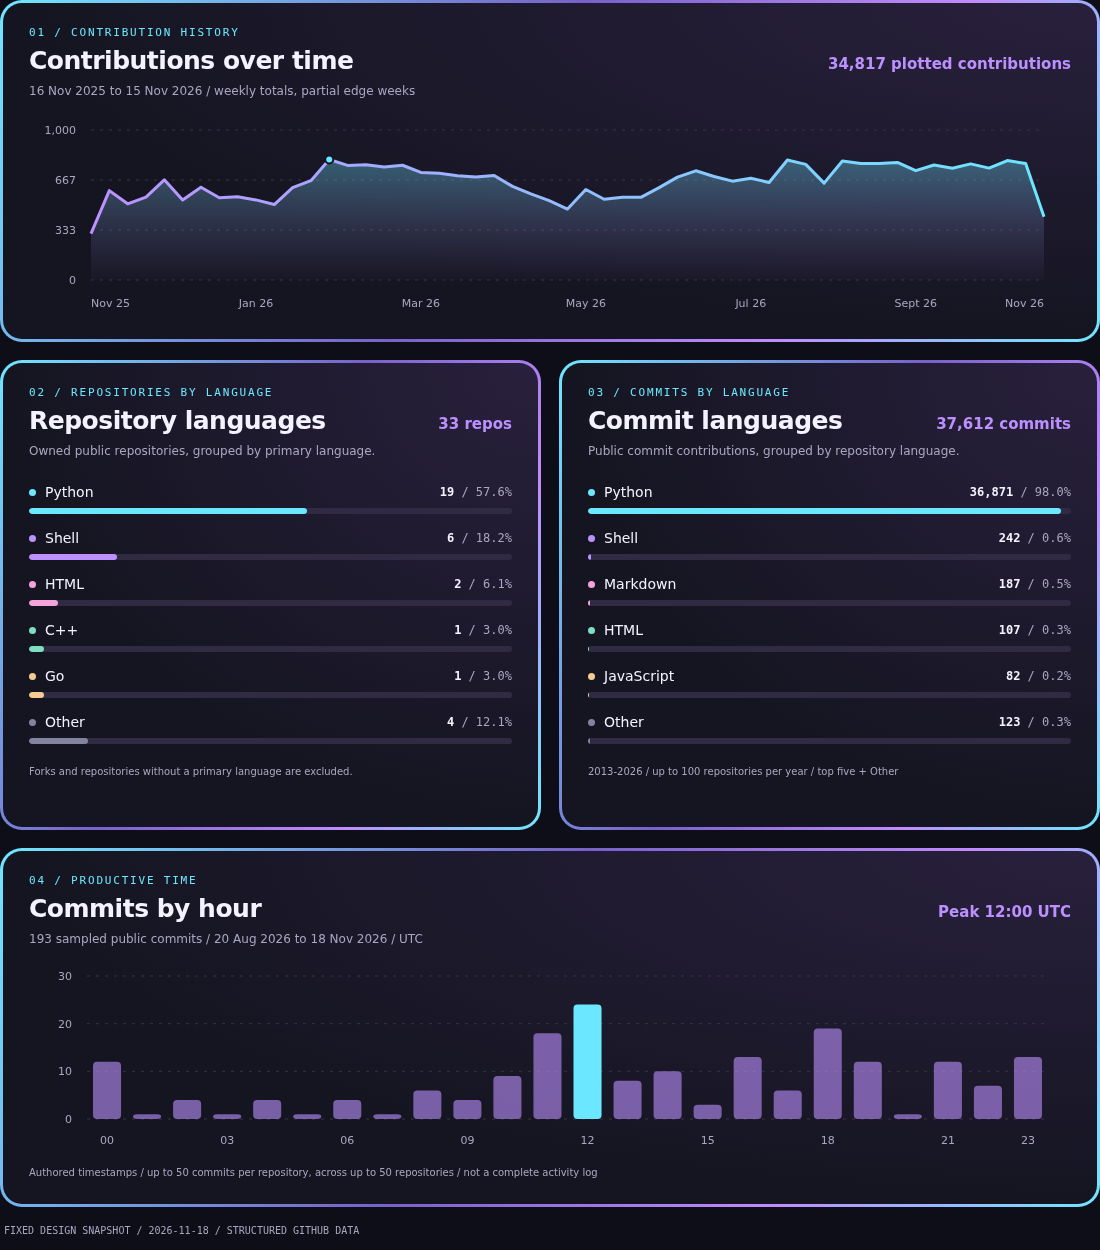 01 / CONTRIBUTION HISTORY
Contributions over time
34,817 plotted contributions
16 Nov 2025 to 15 Nov 2026 / weekly totals, partial edge weeks
1,000
667
333
0
Nov 25 Jan 26 Mar 26 May 26 Jul 26 Sept 26 Nov 26
02 / REPOSITORIES BY LANGUAGE
Repository languages
33 repos
Owned public repositories, grouped by primary language.
Python 19 / 57.6%
Shell 6 / 18.2%
HTML 2 / 6.1%
C++ 1 / 3.0%
Go 1 / 3.0%
Other 4 / 12.1%
Forks and repositories without a primary language are excluded.
03 / COMMITS BY LANGUAGE
Commit languages
37,612 commits
Public commit contributions, grouped by repository language.
Python 36,871 / 98.0%
Shell 242 / 0.6%
Markdown 187 / 0.5%
HTML 107 / 0.3%
JavaScript 82 / 0.2%
Other 123 / 0.3%
2013-2026 / up to 100 repositories per year / top five + Other
04 / PRODUCTIVE TIME
Commits by hour
Peak 12:00 UTC
193 sampled public commits / 20 Aug 2026 to 18 Nov 2026 / UTC
30
20
10
0
00 03 06 09 12 15 18 21 23
Authored timestamps / up to 50 commits per repository, across up to 50 repositories / not a complete activity log
FIXED DESIGN SNAPSHOT / 2026-11-18 / STRUCTURED GITHUB DATA